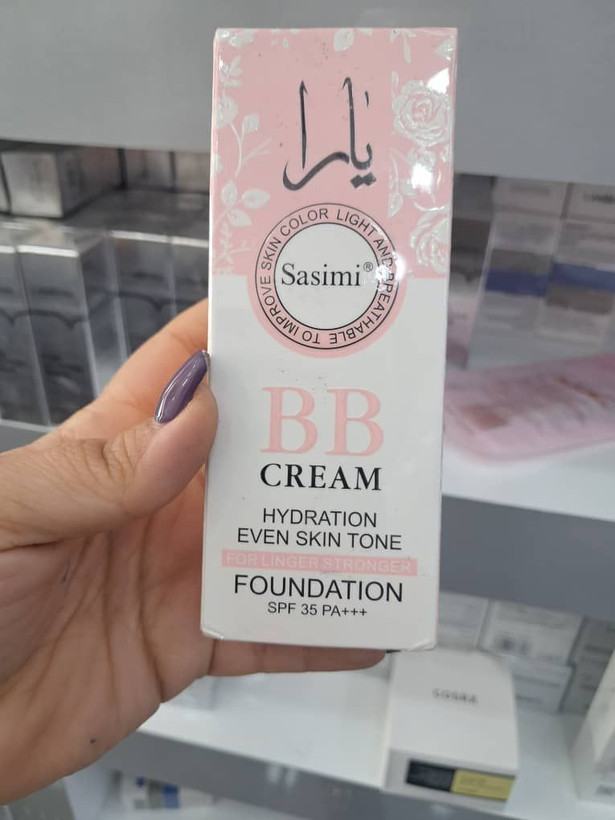 يارا
TO IMPROVE SKIN COLOR LIGHT AND BREATHABLE
Sasimi®
BB
CREAM
HYDRATION
EVEN SKIN TONE
FOR LINGER STRONGER
FOUNDATION
SPF 35 PA+++